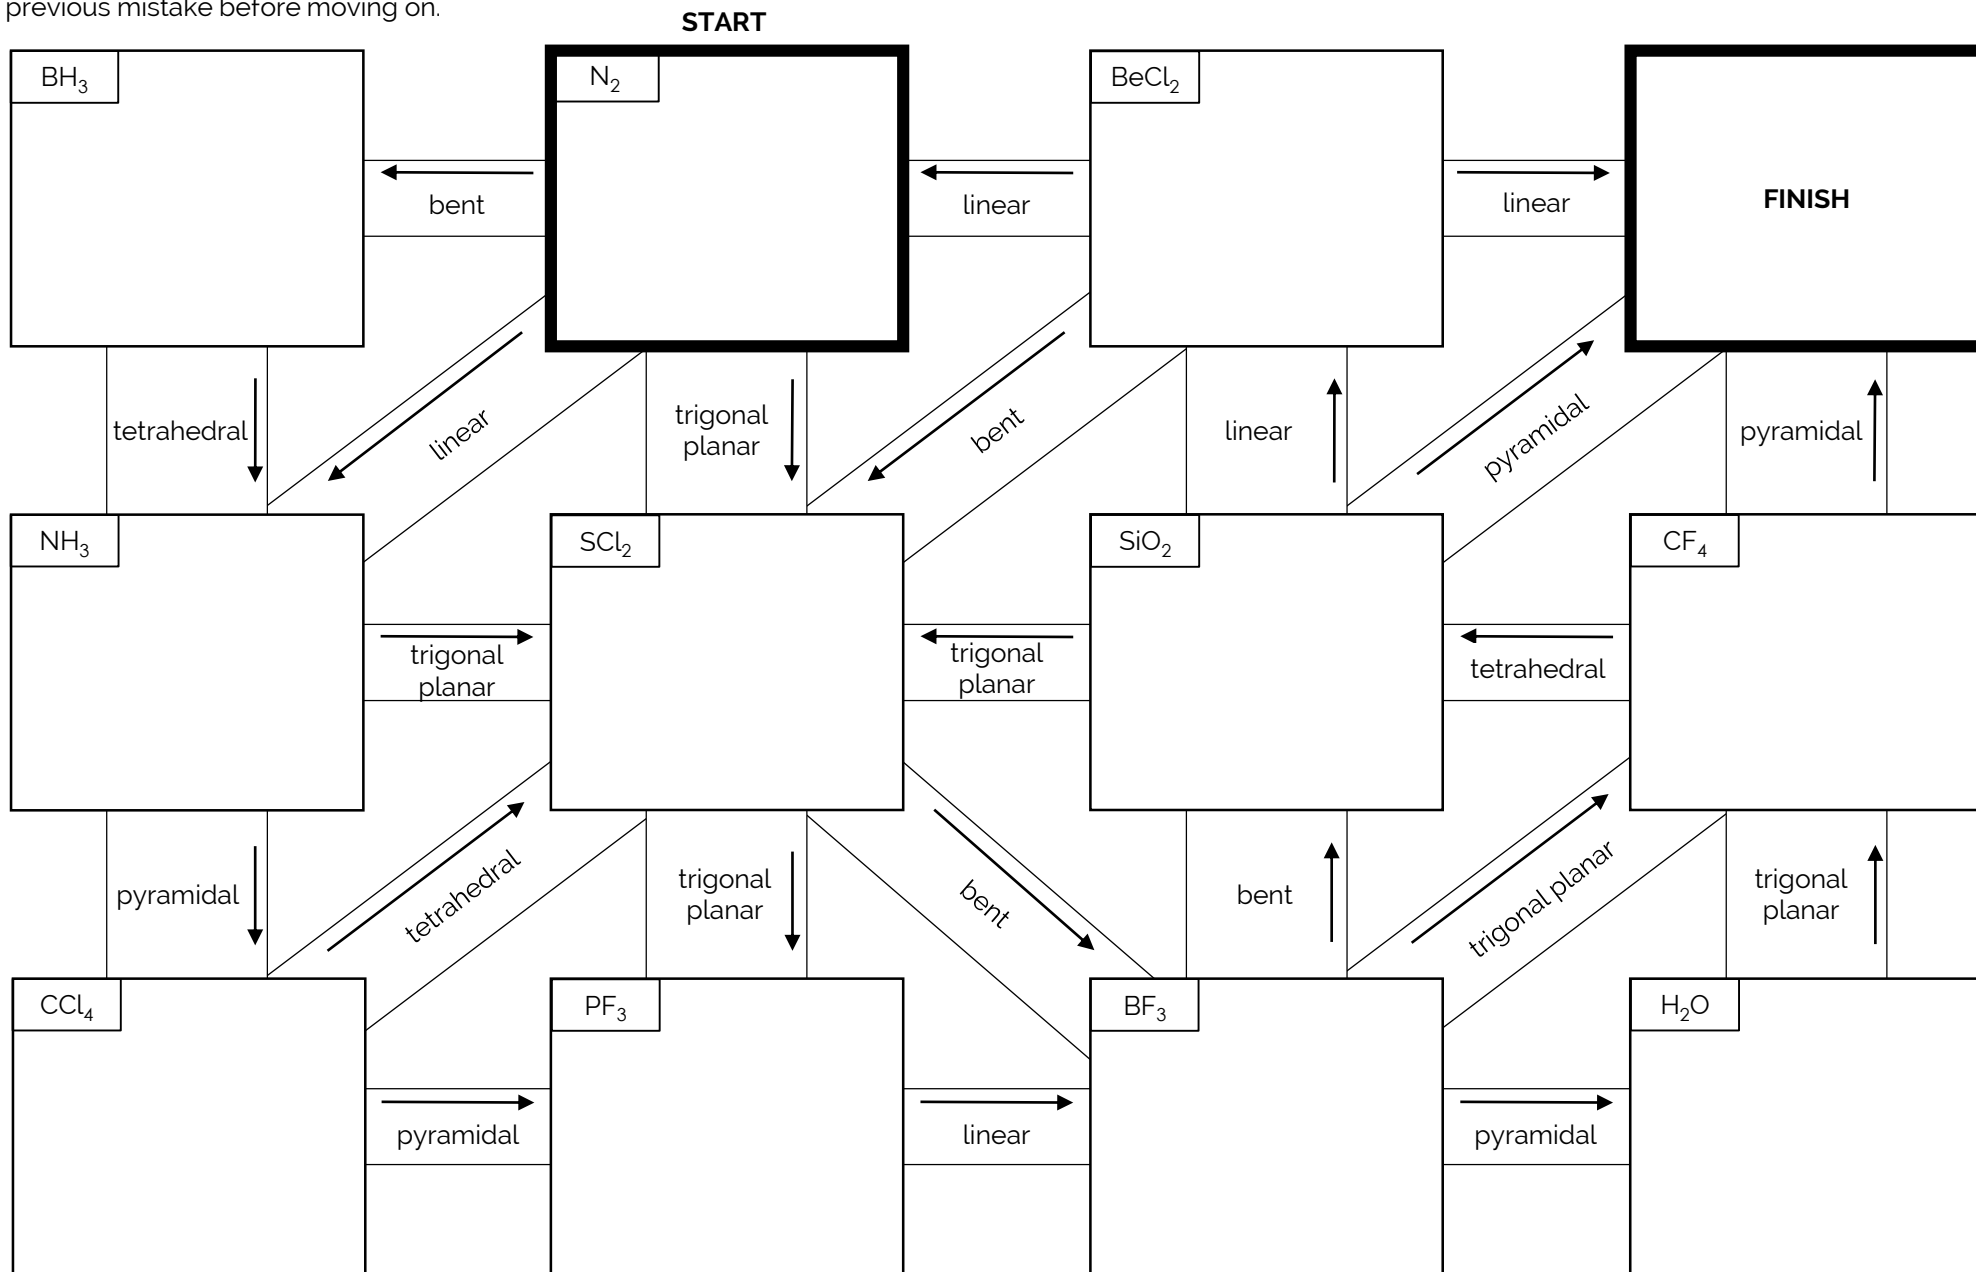 previous mistake before moving on.
START
BH₃
N₂
BeCl₂
bent
linear
linear
FINISH
tetrahedral
linear
trigonal
planar
bent
linear
pyramidal
pyramidal
NH₃
SCl₂
SiO₂
CF₄
trigonal
planar
trigonal
planar
tetrahedral
pyramidal
tetrahedral
trigonal
planar
bent
bent
trigonal planar
trigonal
planar
CCl₄
PF₃
BF₃
H₂O
pyramidal
linear
pyramidal